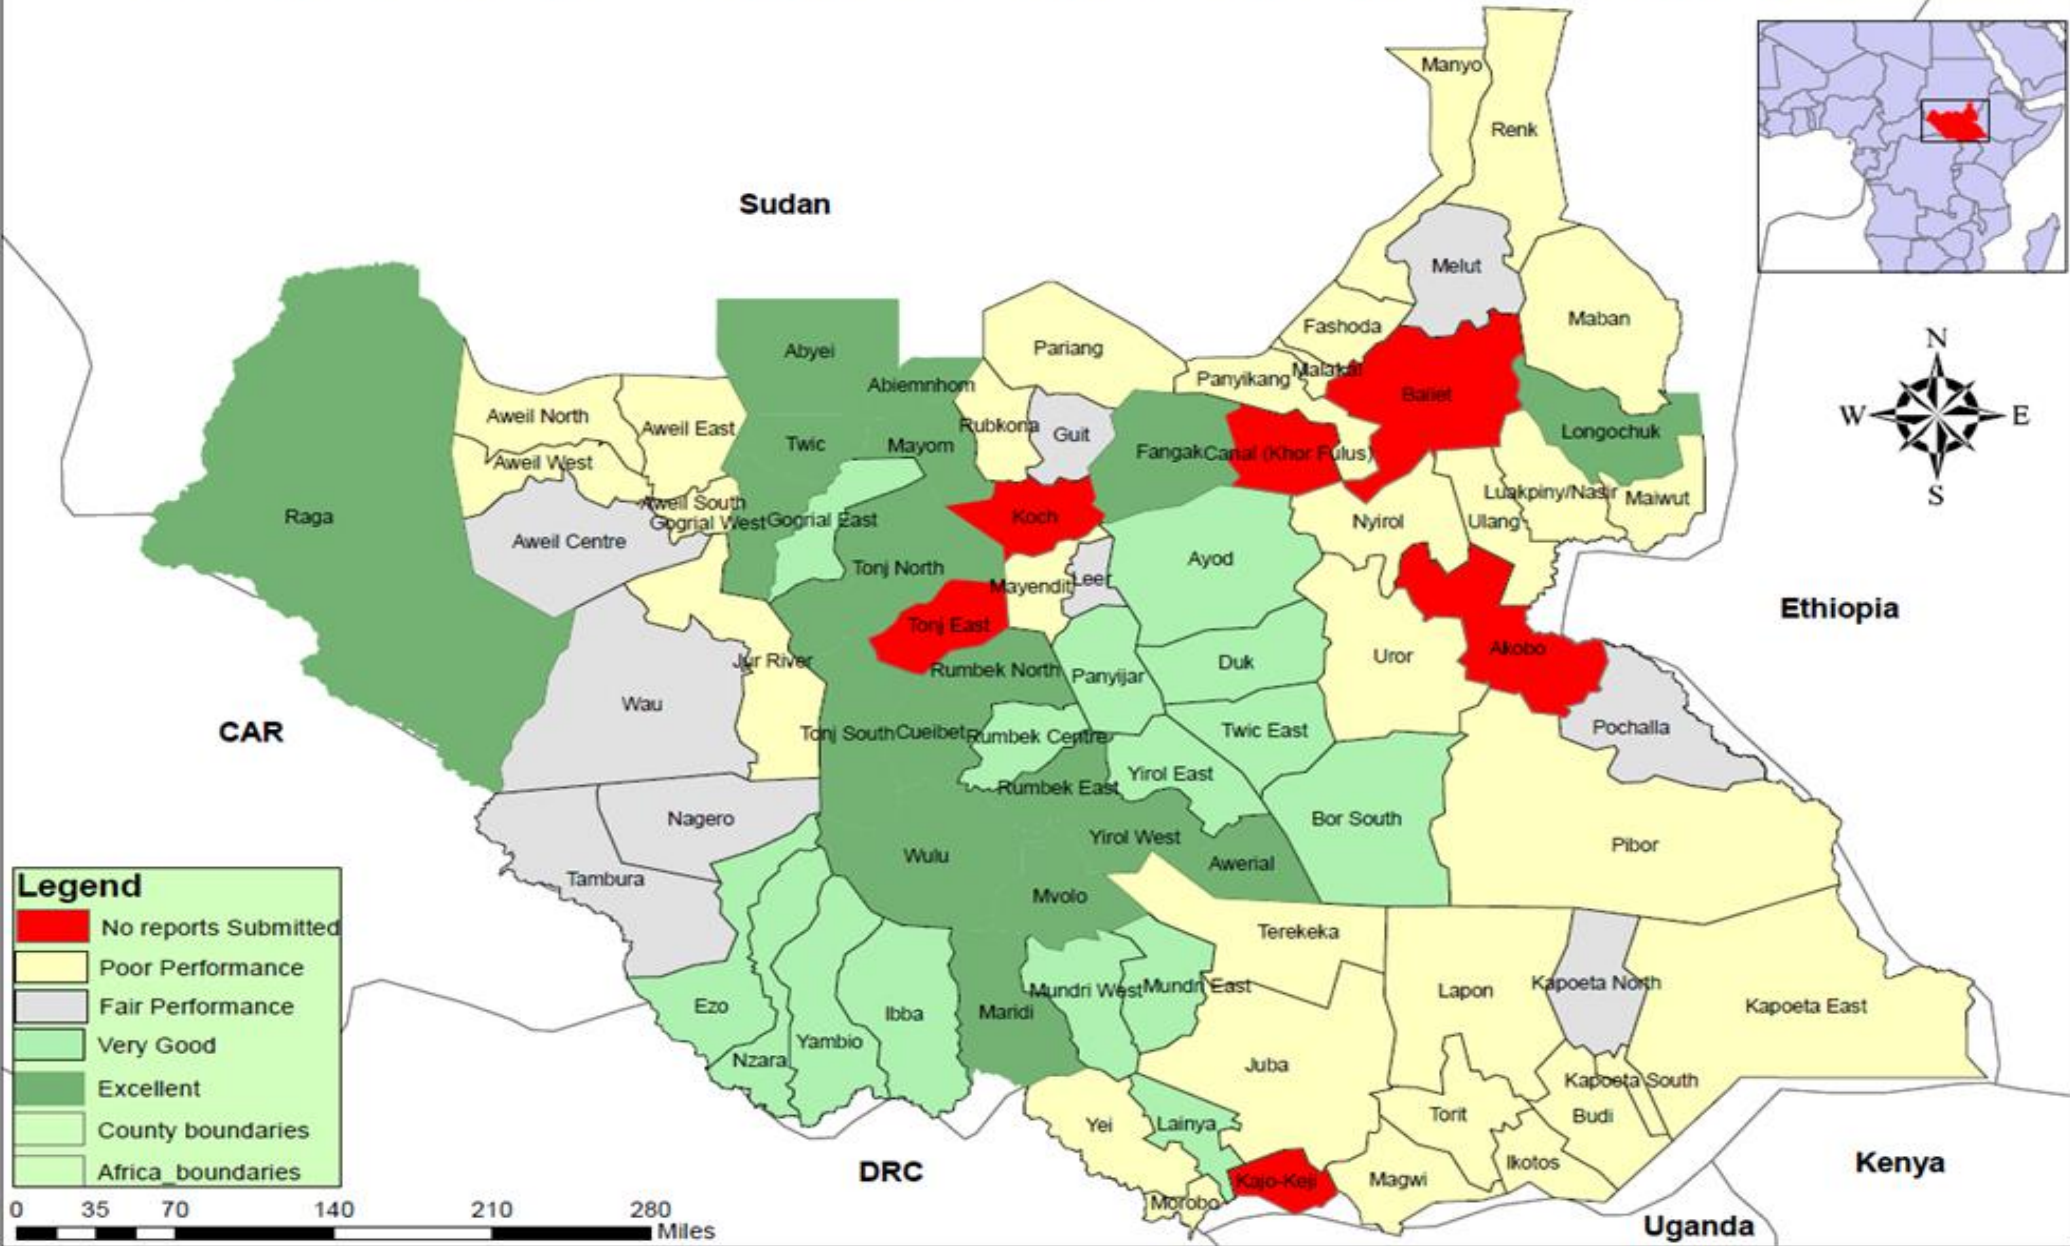 Manyo
Renk
Sudan
Melut
Maban
Fashoda
Pariang
Abyei
Malakal
Panyikang
Abiemnhom
Baliet
N
W
E
S
Aweil North
Aweil East
Rubkona
Guit
Longochuk
Twic
Mayom
Fangak
Canal (Khor Fulus)
Aweil West
Luakpiny/Nasir
Maiwut
Aweil South
Raga
Gogrial West
Gogrial East
Koch
Nyirol
Ulang
Aweil Centre
Ayod
Tonj North
Mayendit
Leer
Ethiopia
Tonj East
Akobo
Jur River
Rumbek North
Panyijar
Duk
Uror
Wau
CAR
Tonj South
Cueibet
Rumbek Centre
Twic East
Pochalla
Yirol East
Rumbek East
Nagero
Bor South
Yirol West
Pibor
Wulu
Awerial
Tambura
Mvolo
Terekeka
Ezo
Ibba
Maridi
Mundri West
Mundri East
Lapon
Kapoeta North
Kapoeta East
Nzara
Yambio
Juba
Kapoeta South
Yei
Lainya
Torit
Budi
DRC
Kajo-Keji
Magwi
Ikotos
Kenya
Morobo
Uganda
Legend
No reports Submitted
Poor Performance
Fair Performance
Very Good
Excellent
County boundaries
Africa_boundaries
0 35 70 140 210 280
Miles